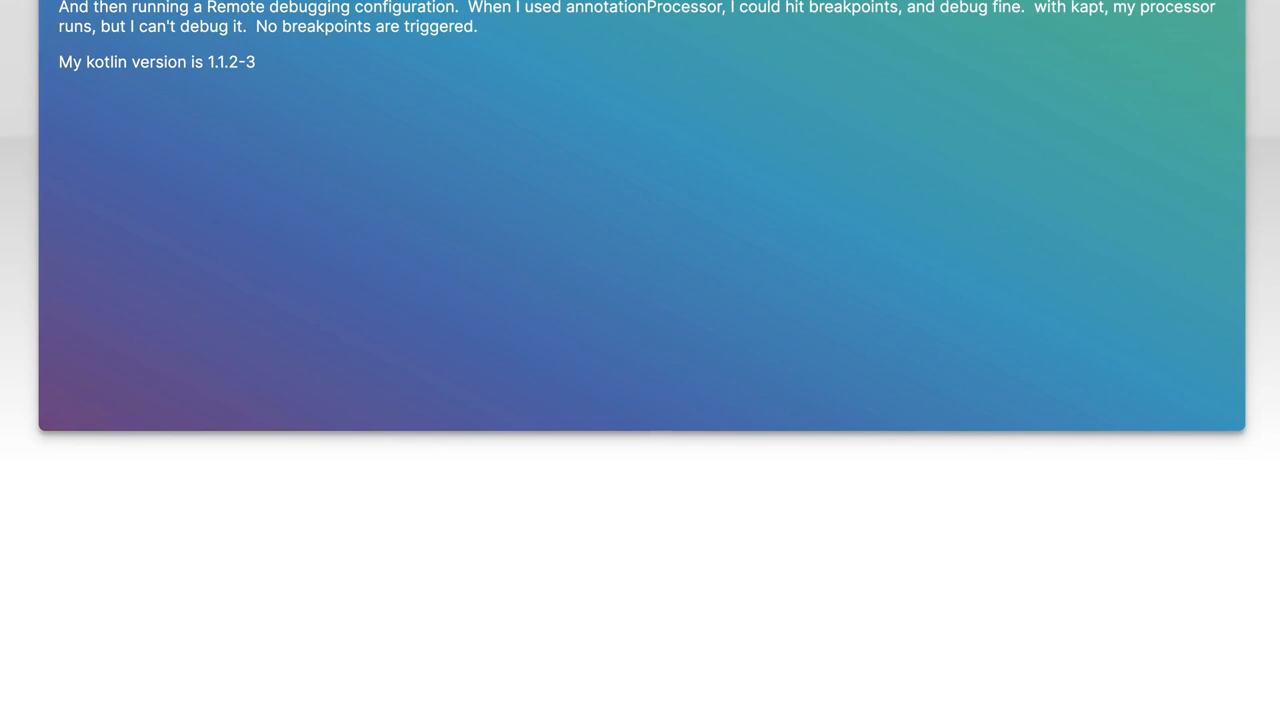 And then running a Remote debugging configuration.  When I used annotationProcessor, I could hit breakpoints, and debug fine.  with kapt, my processor
runs, but I can't debug it.  No breakpoints are triggered.
My kotlin version is 1.1.2-3